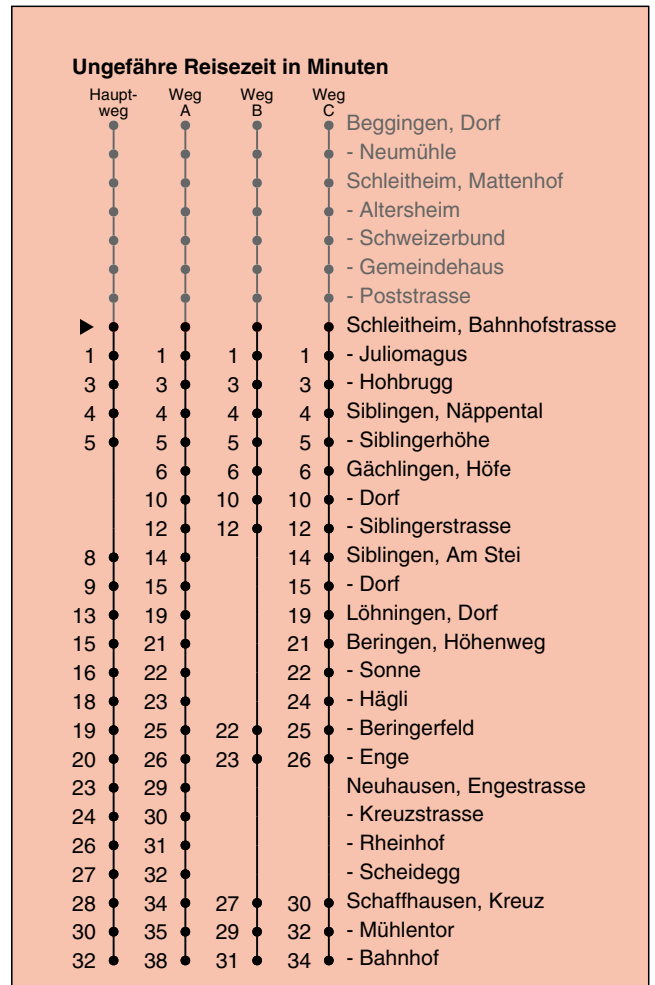 Ungefähre Reisezeit in Minuten
Haupt- Weg Weg Weg
weg A B C
Beggingen, Dorf
- Neumühle
Schleitheim, Mattenhof
- Altersheim
- Schweizerbund
- Gemeindehaus
- Poststrasse
Schleitheim, Bahnhofstrasse
1 1 1 1 - Juliomagus
3 3 3 3 - Hohbrugg
4 4 4 4 Siblingen, Näppental
5 5 5 5 - Siblingerhöhe
6 6 6 Gächlingen, Höfe
10 10 10 - Dorf
12 12 12 - Siblingerstrasse
8 14 14 Siblingen, Am Stei
9 15 15 - Dorf
13 19 19 Löhningen, Dorf
15 21 21 Beringen, Höhenweg
16 22 22 - Sonne
18 23 24 - Hägli
19 25 22 25 - Beringerfeld
20 26 23 26 - Enge
23 29 Neuhausen, Engestrasse
24 30 - Kreuzstrasse
26 31 - Rheinhof
27 32 - Scheidegg
28 34 27 30 Schaffhausen, Kreuz
30 35 29 32 - Mühlentor
32 38 31 34 - Bahnhof